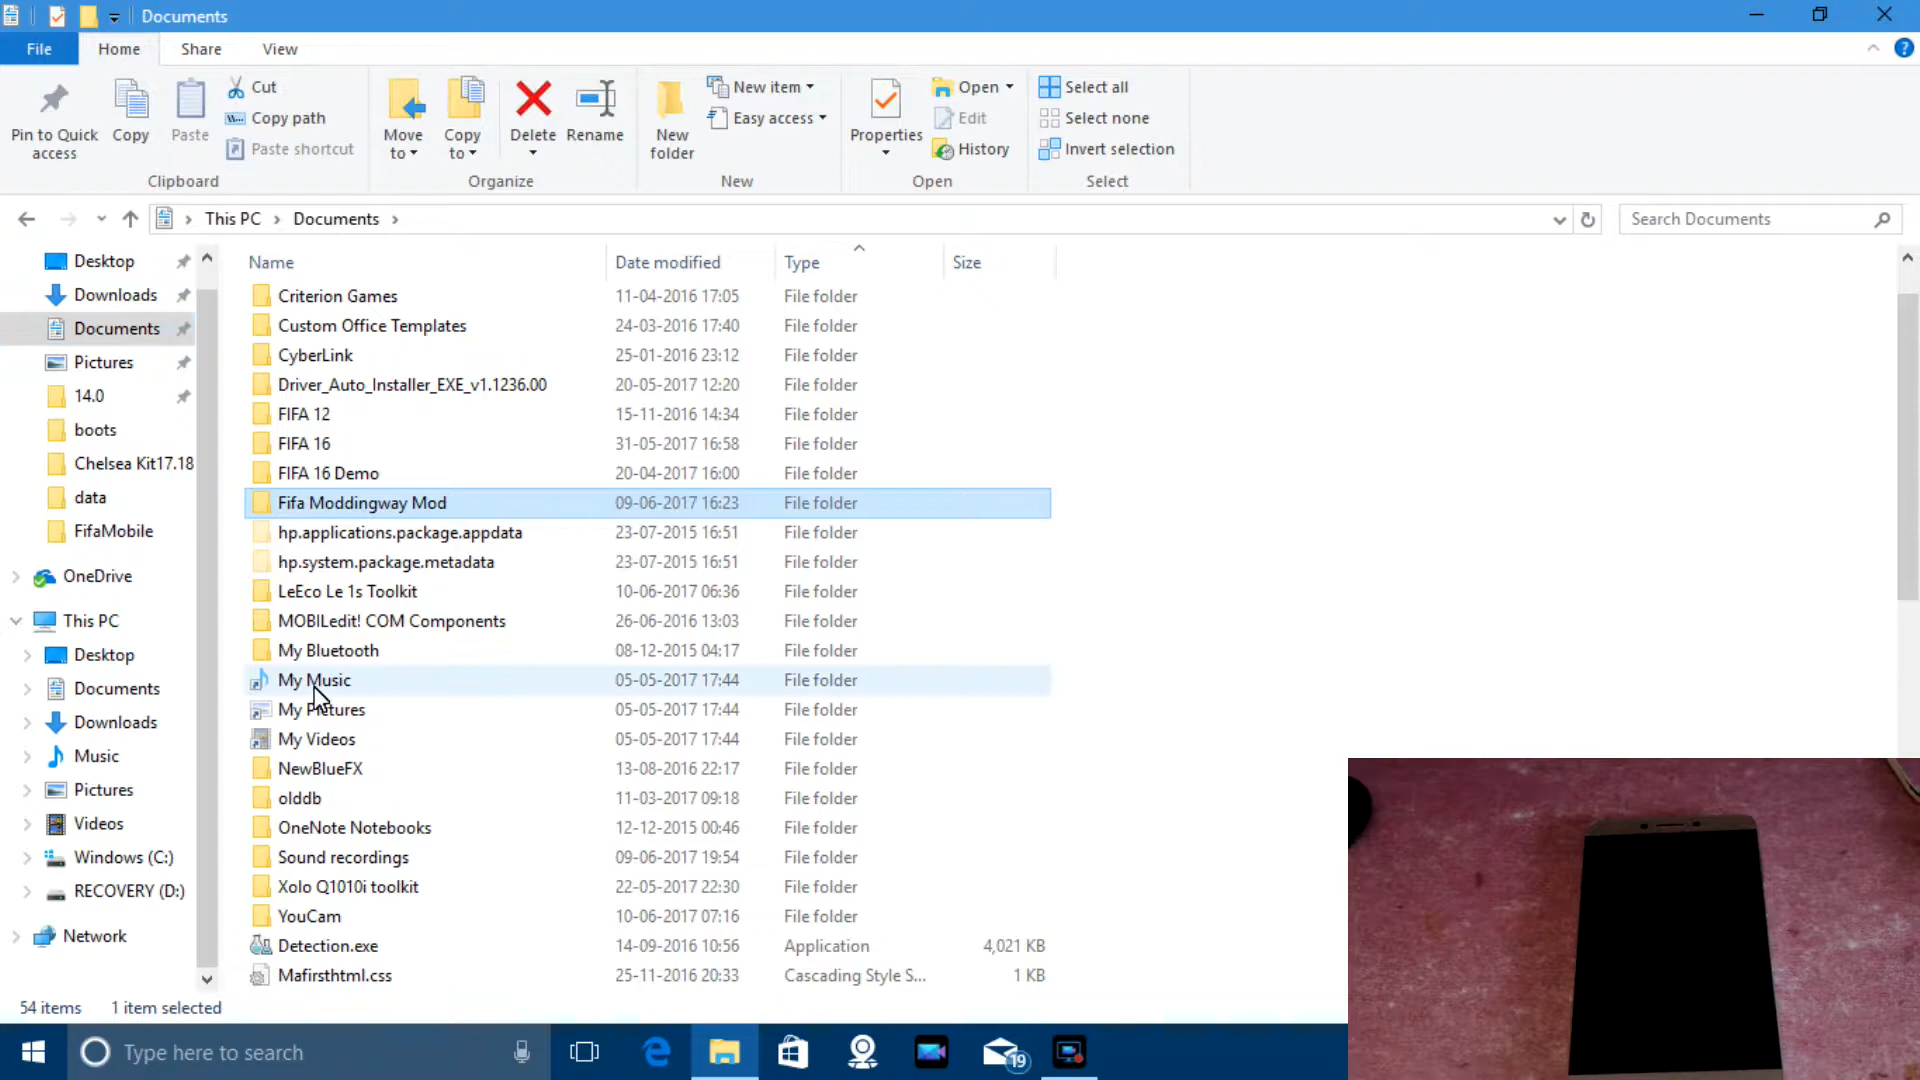 Documents
File Home Share View
Pin to Quick access
Copy
Paste
Cut
Copy path
Paste shortcut
Move to
Copy to
Delete
Rename
New folder
New item
Easy access
Properties
Open
Edit
History
Select all
Select none
Invert selection
Clipboard Organize New Open Select
This PC Documents
Search Documents
Desktop
Downloads
Documents
Pictures
14.0
boots
Chelsea Kit17.18
data
FifaMobile
OneDrive
This PC
Desktop
Documents
Downloads
Music
Pictures
Videos
Windows (C:)
RECOVERY (D:)
Network
Name Date modified Type Size
Criterion Games 11-04-2016 17:05 File folder
Custom Office Templates 24-03-2016 17:40 File folder
CyberLink 25-01-2016 23:12 File folder
Driver_Auto_Installer_EXE_v1.1236.00 20-05-2017 12:20 File folder
FIFA 12 15-11-2016 14:34 File folder
FIFA 16 31-05-2017 16:58 File folder
FIFA 16 Demo 20-04-2017 16:00 File folder
Fifa Moddingway Mod 09-06-2017 16:23 File folder
hp.applications.package.appdata 23-07-2015 16:51 File folder
hp.system.package.metadata 23-07-2015 16:51 File folder
LeEco Le 1s Toolkit 10-06-2017 06:36 File folder
MOBILedit! COM Components 26-06-2016 13:03 File folder
My Bluetooth 08-12-2015 04:17 File folder
My Music 05-05-2017 17:44 File folder
My Pictures 05-05-2017 17:44 File folder
My Videos 05-05-2017 17:44 File folder
NewBlueFX 13-08-2016 22:17 File folder
olddb 11-03-2017 09:18 File folder
OneNote Notebooks 12-12-2015 00:46 File folder
Sound recordings 09-06-2017 19:54 File folder
Xolo Q1010i toolkit 22-05-2017 22:30 File folder
YouCam 10-06-2017 07:16 File folder
Detection.exe 14-09-2016 10:56 Application 4,021 KB
Mafirsthtml.css 25-11-2016 20:33 Cascading Style S... 1 KB
54 items 1 item selected
Type here to search
19